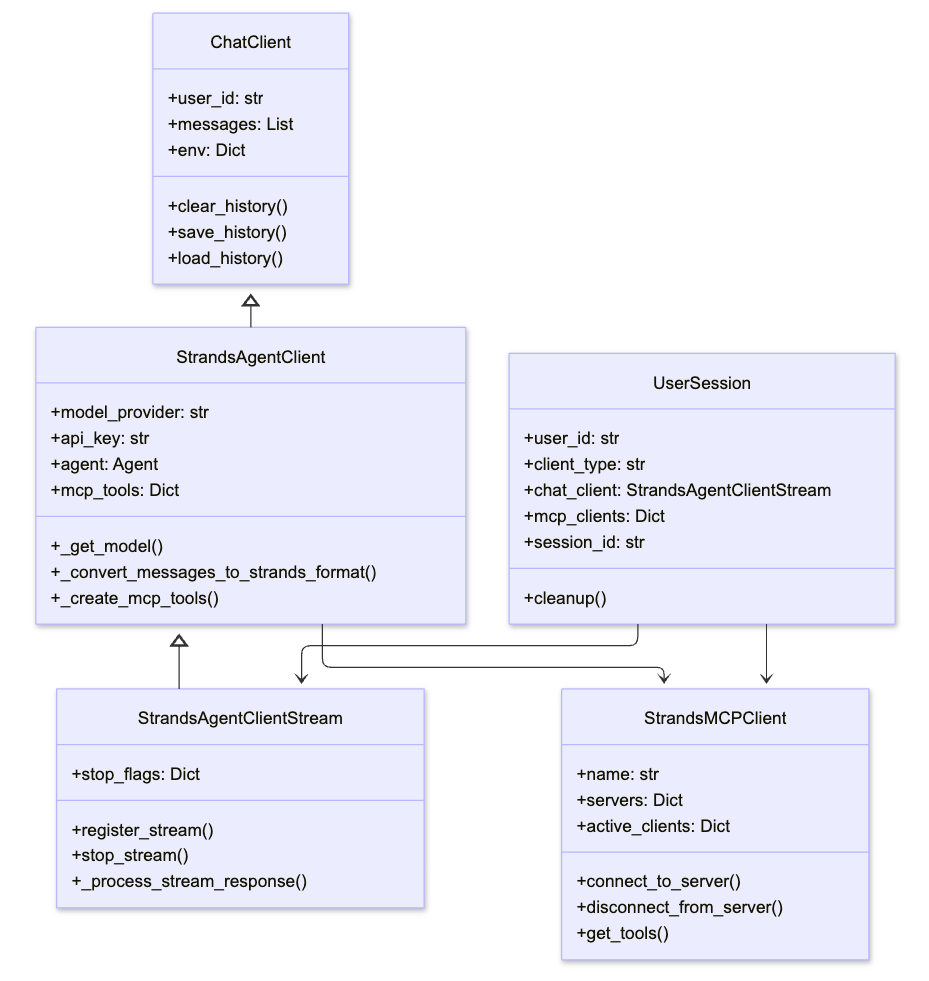 ChatClient
+user_id: str
+messages: List
+env: Dict
+clear_history()
+save_history()
+load_history()
StrandsAgentClient
+model_provider: str
+api_key: str
+agent: Agent
+mcp_tools: Dict
+_get_model()
+_convert_messages_to_strands_format()
+_create_mcp_tools()
UserSession
+user_id: str
+client_type: str
+chat_client: StrandsAgentClientStream
+mcp_clients: Dict
+session_id: str
+cleanup()
StrandsAgentClientStream
+stop_flags: Dict
+register_stream()
+stop_stream()
+_process_stream_response()
StrandsMCPClient
+name: str
+servers: Dict
+active_clients: Dict
+connect_to_server()
+disconnect_from_server()
+get_tools()